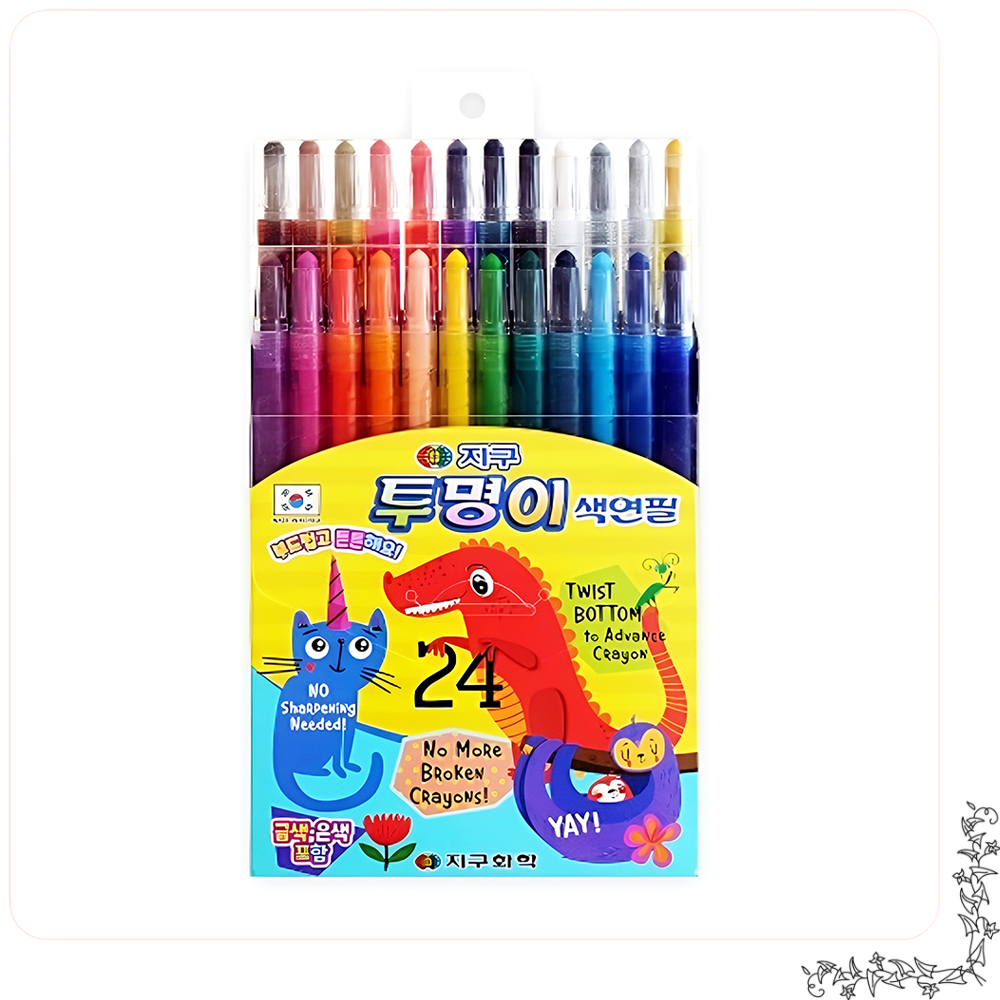 지구
투명이 색연필
부드럽고 튼튼해요!
TWIST
BOTTOM
to Advance
Crayon
24
NO
Sharpening
Needed!
No More
Broken
Crayons!
YAY!
금색,은색
포함
지구화학